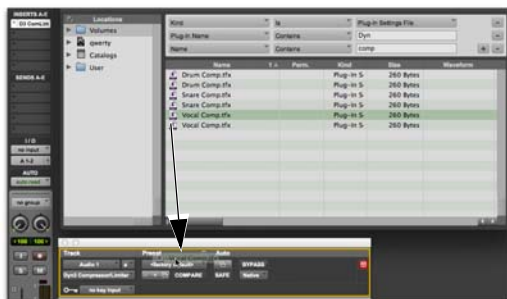 INSERTS A-E
SENDS A-E
I / O
no input
A 1-2
AUTO
auto read
no group
100 100
I
S M
Locations
Volumes
qwerty
Catalogs
User
Kind is Plug-in Settings File
Plug-in Name Contains Dyn
Name Contains comp
Name 1 Perm. Kind Size Waveform
Drum Comp.tfx Plug-In S 260 Bytes
Drum Comp.tfx Plug-In S 260 Bytes
Snare Comp.tfx Plug-In S 260 Bytes
Snare Comp.tfx Plug-In S 260 Bytes
Vocal Comp.tfx Plug-In S 260 Bytes
Vocal Comp.tfx Plug-In S 260 Bytes
Track Preset Auto
Audio 1 a BYPASS
Dyn3 Compressor/Limiter - + COMPARE SAFE Native
no key input